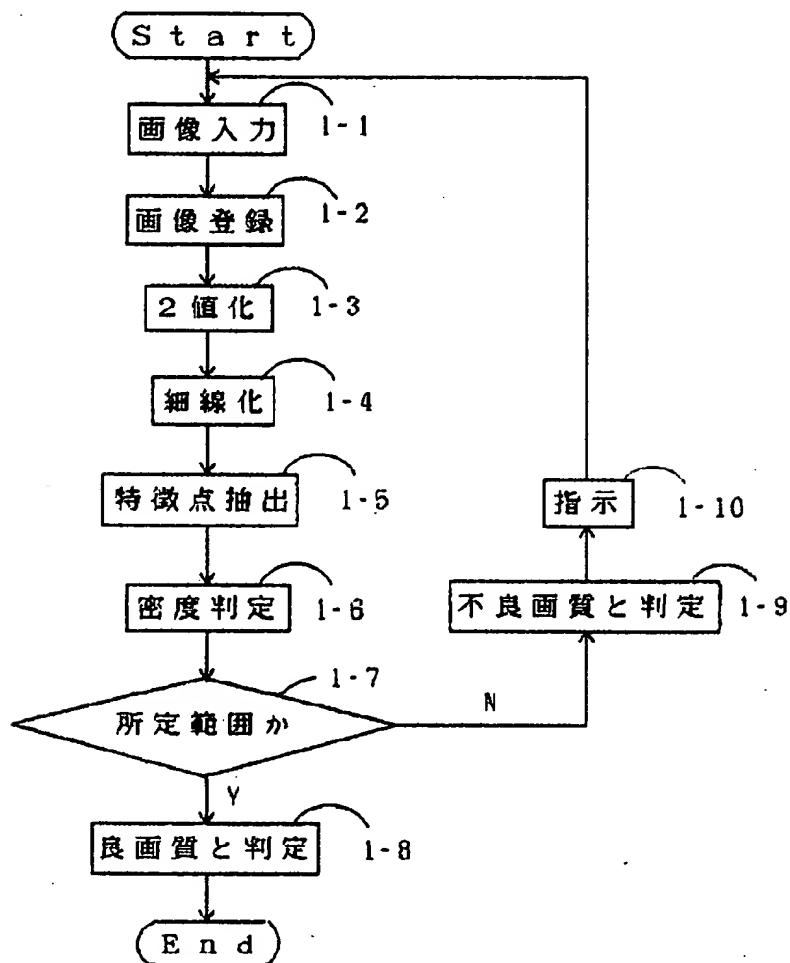 Start
画像入力 1-1
画像登録 1-2
2値化 1-3
細線化 1-4
特徴点抽出 1-5
指示 1-10
密度判定 1-6
不良画質と判定 1-9
1-7
所定範囲か
N
Y
良画質と判定 1-8
End